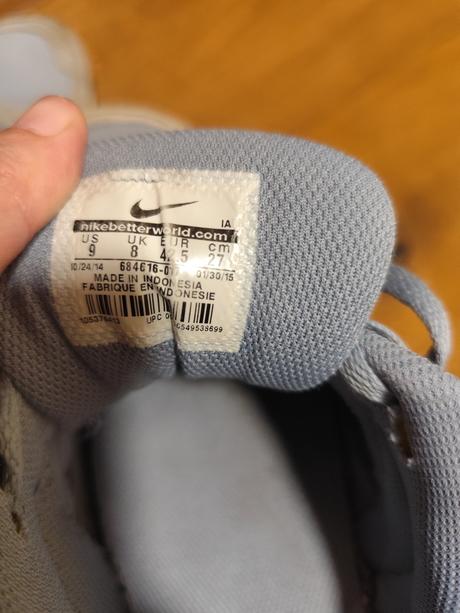 IA
nikebetterworld.com
US UK EUR cm
9 8 42.5 27
10/24/14 01/30/15
MADE IN INDONESIA
FABRIQUE EN INDONESIE
UPC